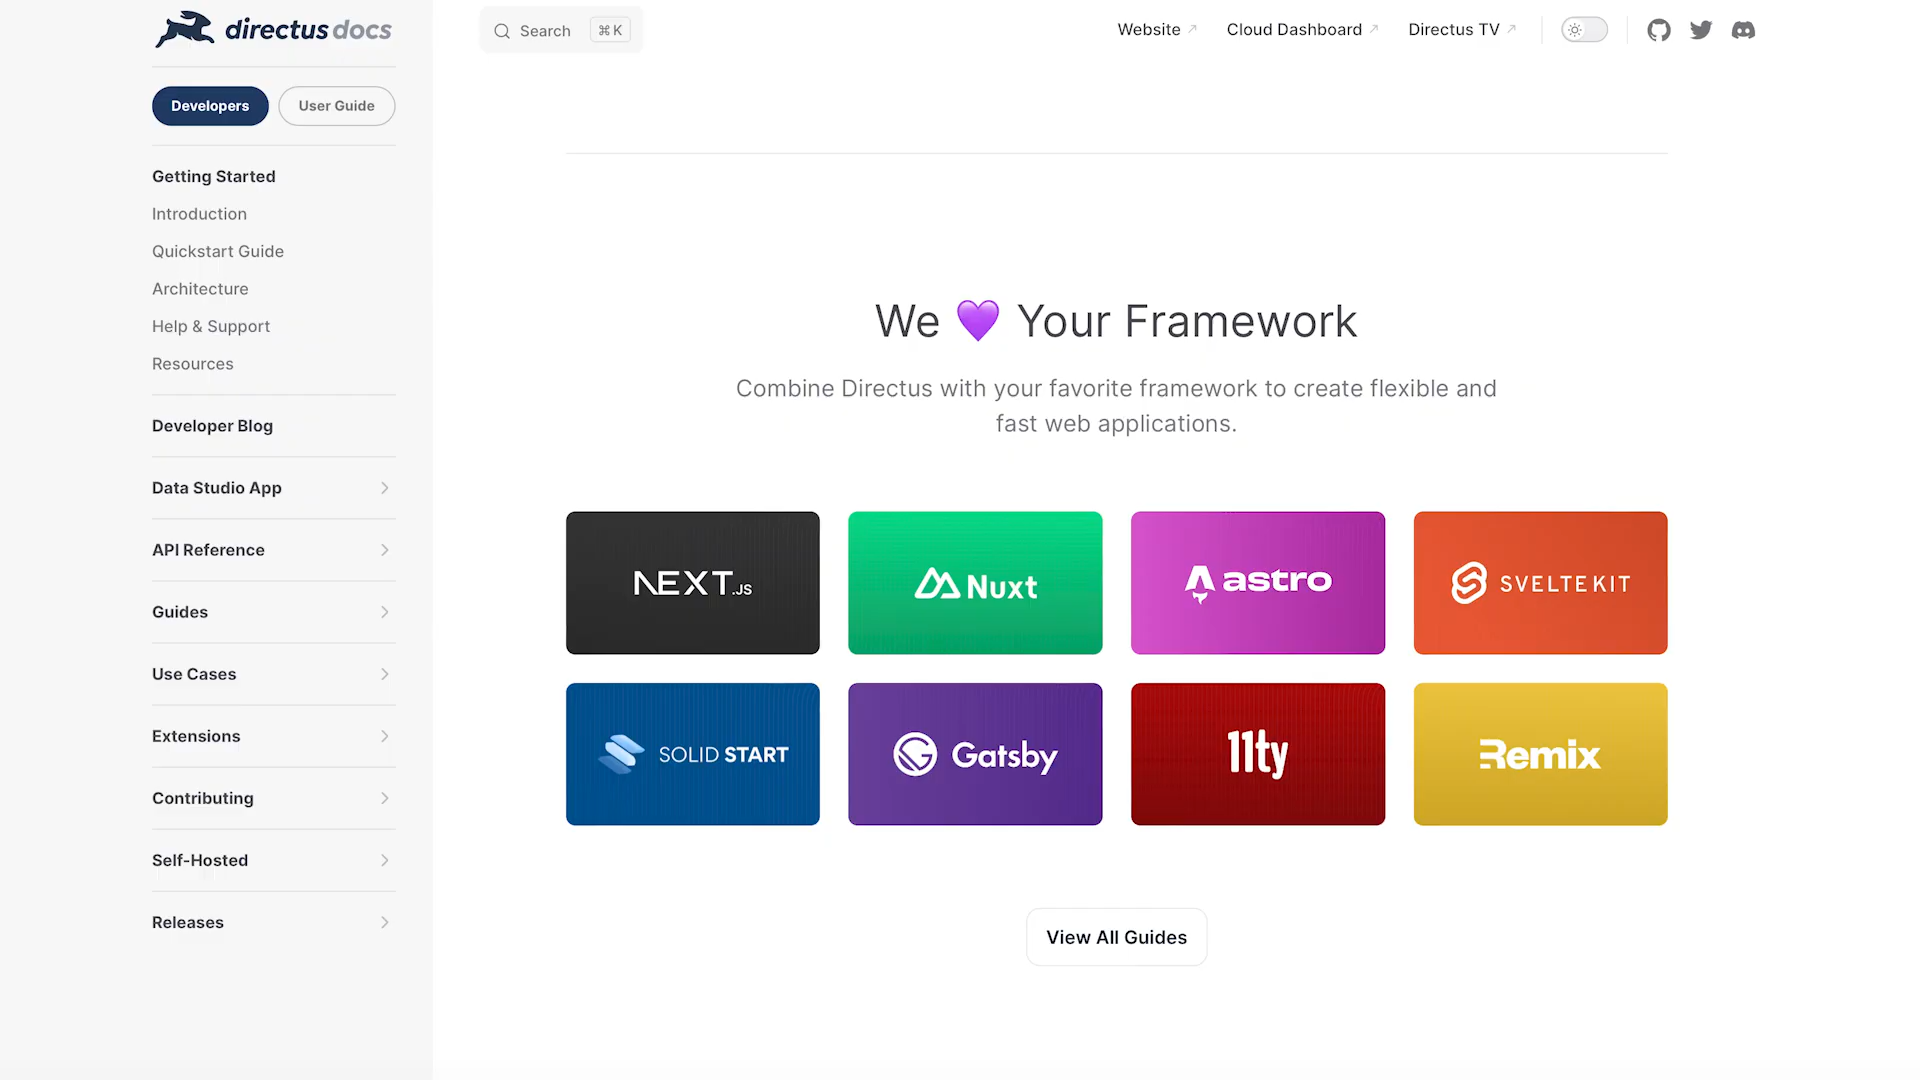 directus docs
Search ⌘ K
Website
Cloud Dashboard
Directus TV
Developers
User Guide
Getting Started
Introduction
Quickstart Guide
Architecture
Help & Support
Resources
Developer Blog
Data Studio App
API Reference
Guides
Use Cases
Extensions
Contributing
Self-Hosted
Releases
We 💜 Your Framework
Combine Directus with your favorite framework to create flexible and
fast web applications.
NEXT.JS
Nuxt
astro
SVELTEKIT
SOLID START
Gatsby
11ty
Remix
View All Guides